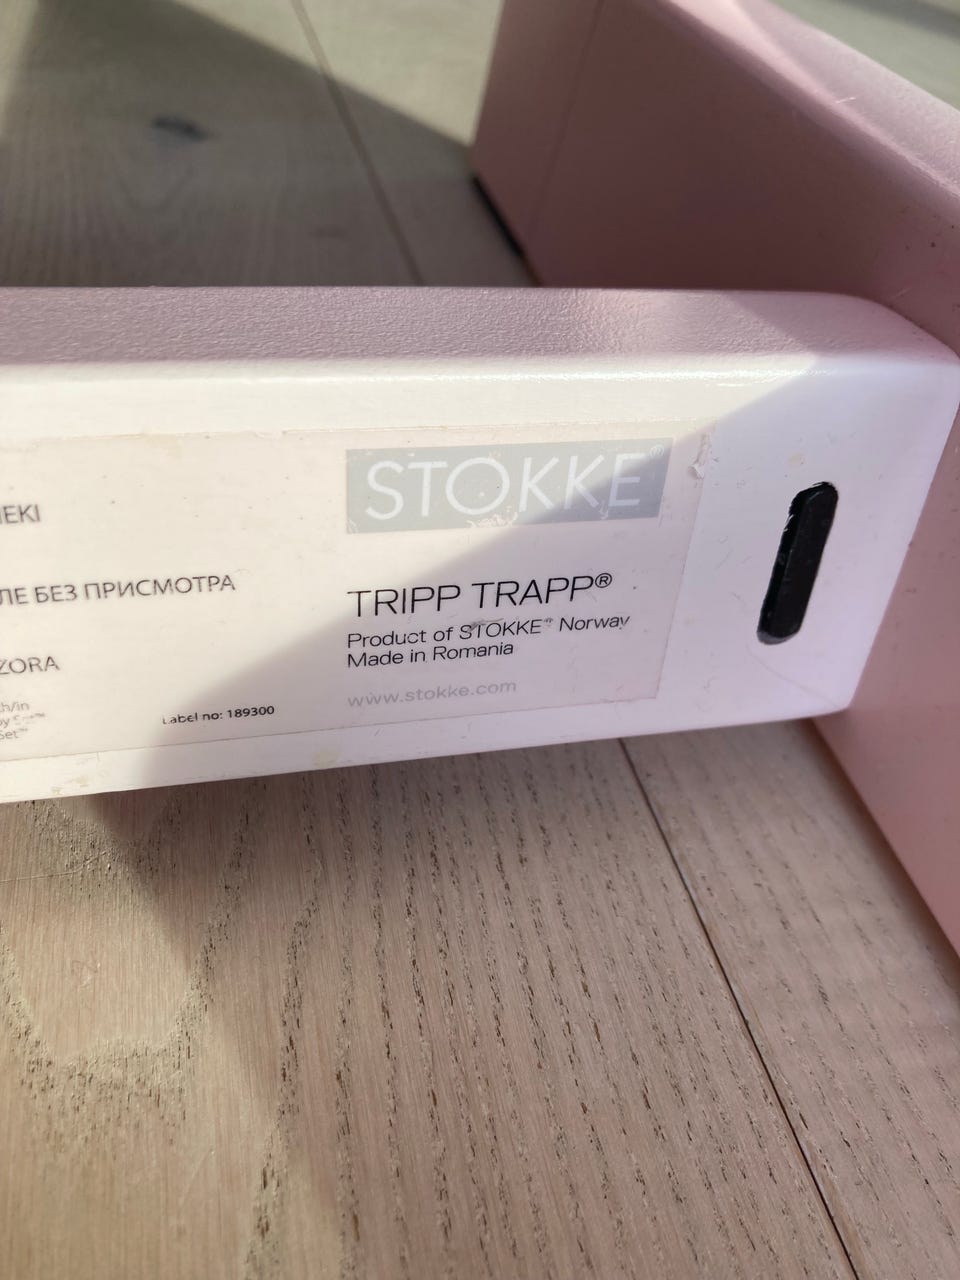 STOKKE®
IEKI
ЛЕ БЕЗ ПРИСМОТРА
TRIPP TRAPP®
Product of STOKKE® Norway
Made in Romania
ZORA
www.stokke.com
Label no: 189300